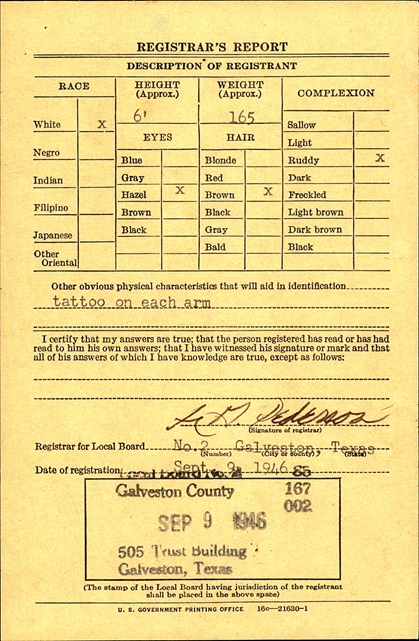 REGISTRAR'S REPORT
DESCRIPTION OF REGISTRANT
RACE
HEIGHT (Approx.)
WEIGHT (Approx.)
COMPLEXION
6'
165
White X
EYES
HAIR
Sallow
Light
Negro
Blue
Blonde
Ruddy X
Gray
Red
Dark
Indian
Hazel X
Brown X
Freckled
Filipino
Brown
Black
Light brown
Black
Gray
Dark brown
Japanese
Bald
Black
Other Oriental
Other obvious physical characteristics that will aid in identification
tattoo on each arm
I certify that my answers are true; that the person registered has read or has had
read to him his own answers; that I have witnessed his signature or mark and that
all of his answers of which I have knowledge are true, except as follows:
Pederson
(Signature of registrar)
Registrar for Local Board No.2 Galveston, Texas
(Number) (City or county) (State)
Date of registration Sept 9, 1946
Local Board No. 2 85
Galveston County 167
002
SEP 9 1946
505 Trust Building
Galveston, Texas
(The stamp of the Local Board having jurisdiction of the registrant
shall be placed in the above space)
U. S. GOVERNMENT PRINTING OFFICE 16c—21630-1